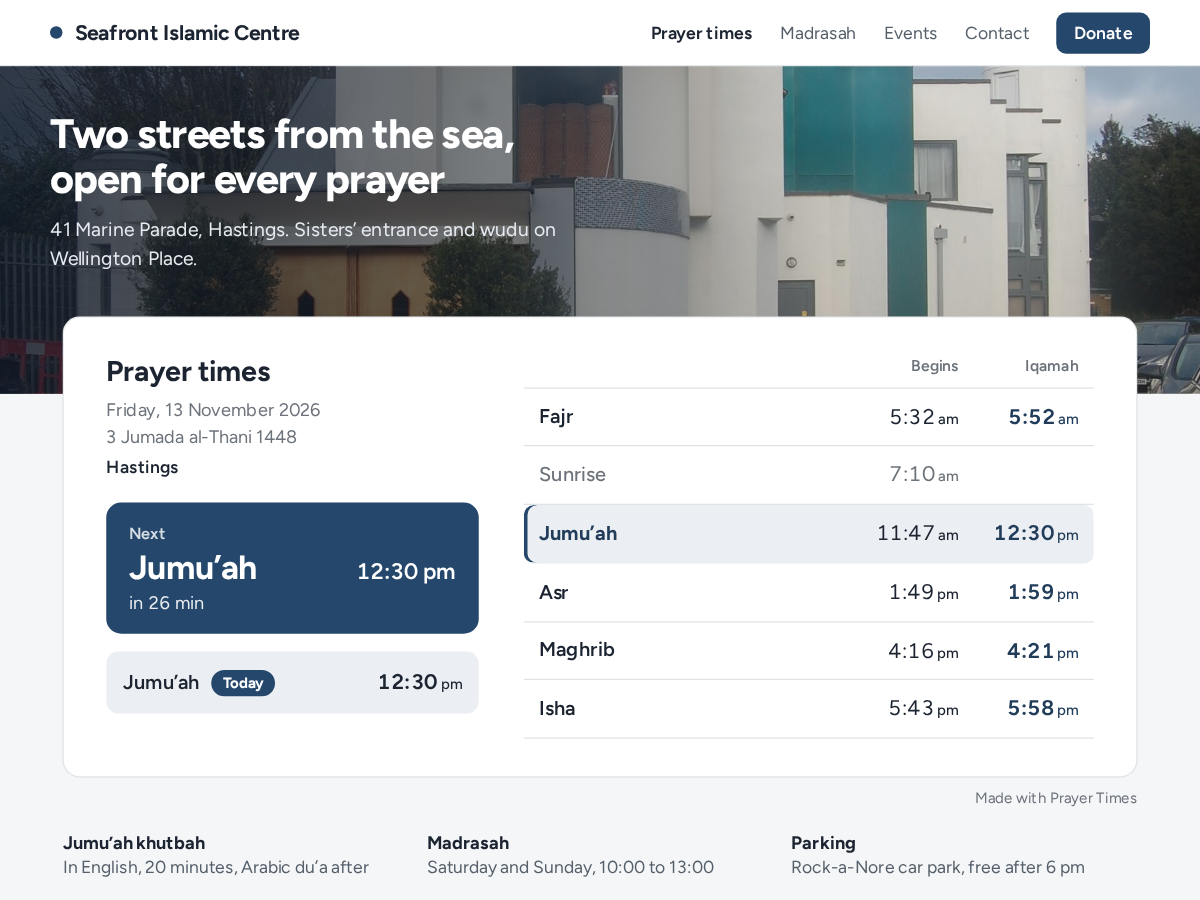 Seafront Islamic Centre
Prayer times Madrasah Events Contact Donate
Two streets from the sea,
open for every prayer
41 Marine Parade, Hastings. Sisters’ entrance and wudu on
Wellington Place.
Prayer times
Friday, 13 November 2026
3 Jumada al-Thani 1448
Hastings
Next
Jumu’ah 12:30 pm
in 26 min
Jumu’ah Today 12:30 pm
Begins Iqamah
Fajr 5:32 am 5:52 am
Sunrise 7:10 am
Jumu’ah 11:47 am 12:30 pm
Asr 1:49 pm 1:59 pm
Maghrib 4:16 pm 4:21 pm
Isha 5:43 pm 5:58 pm
Made with Prayer Times
Jumu’ah khutbah
In English, 20 minutes, Arabic du’a after
Madrasah
Saturday and Sunday, 10:00 to 13:00
Parking
Rock-a-Nore car park, free after 6 pm